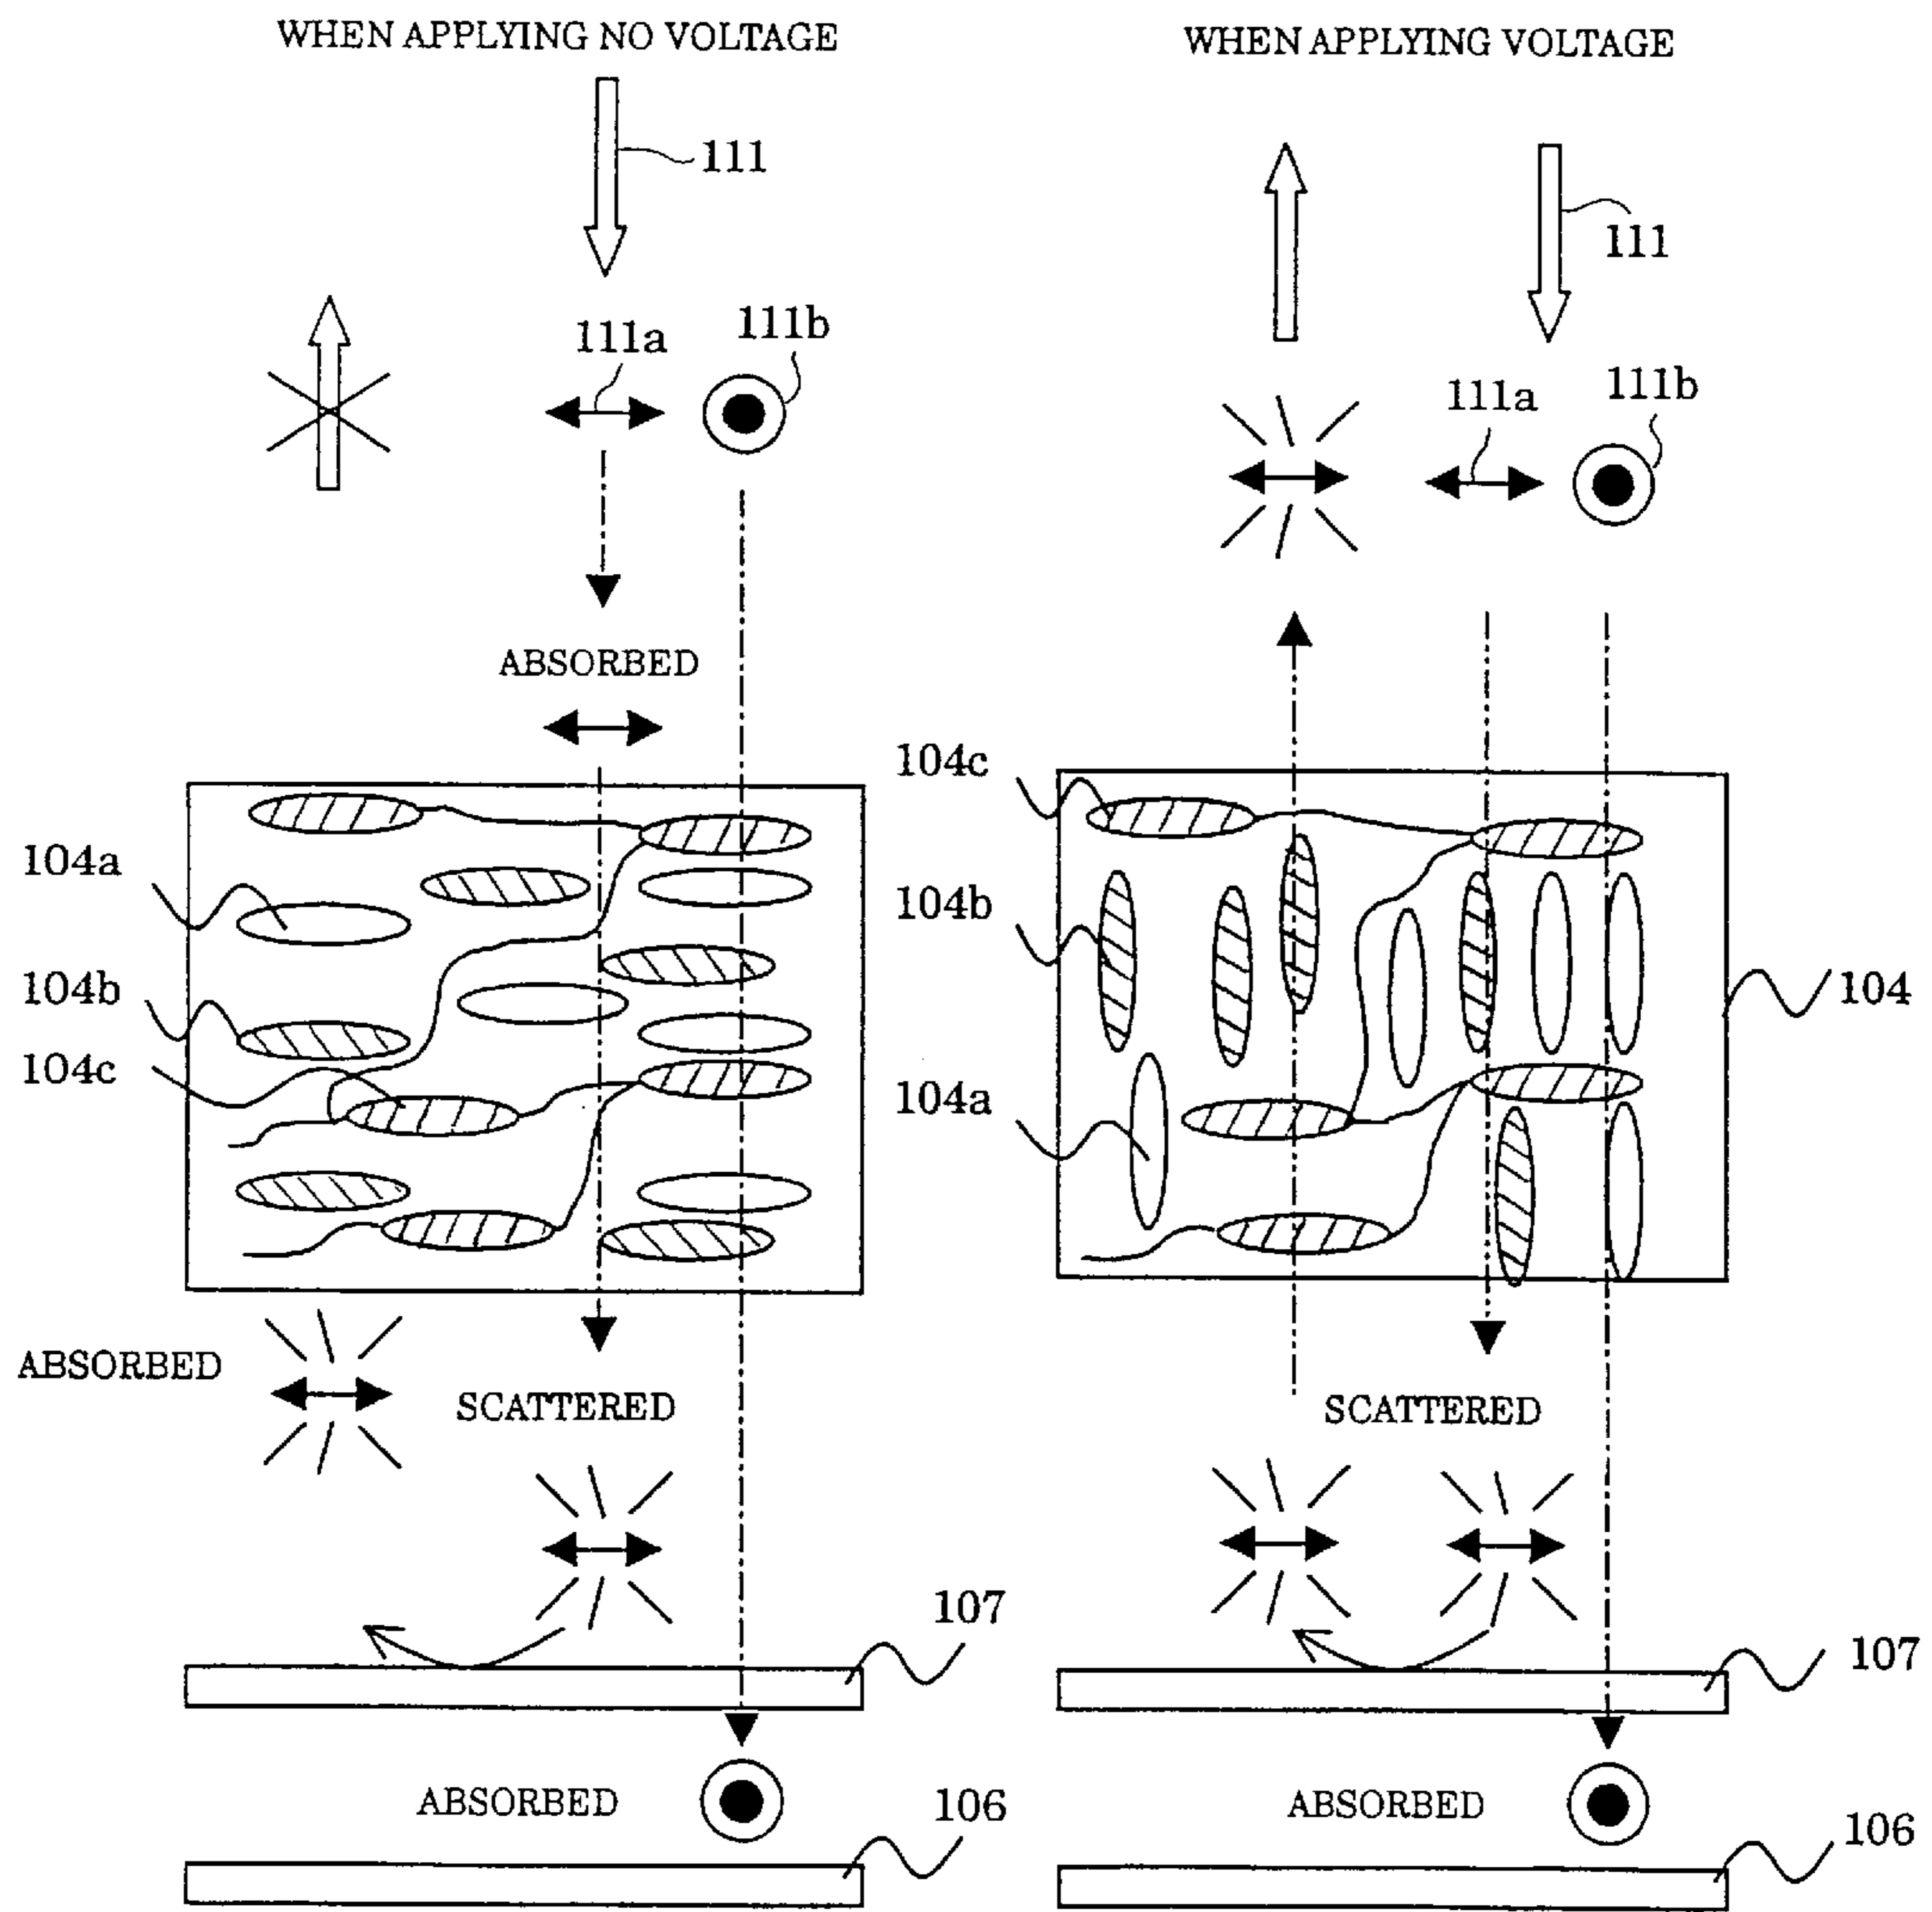 WHEN APPLYING NO VOLTAGE
111
111a
111b
ABSORBED
104a
104b
104c
ABSORBED
SCATTERED
107
ABSORBED
106
WHEN APPLYING VOLTAGE
111
111a
111b
104c
104b
104
104a
SCATTERED
107
ABSORBED
106